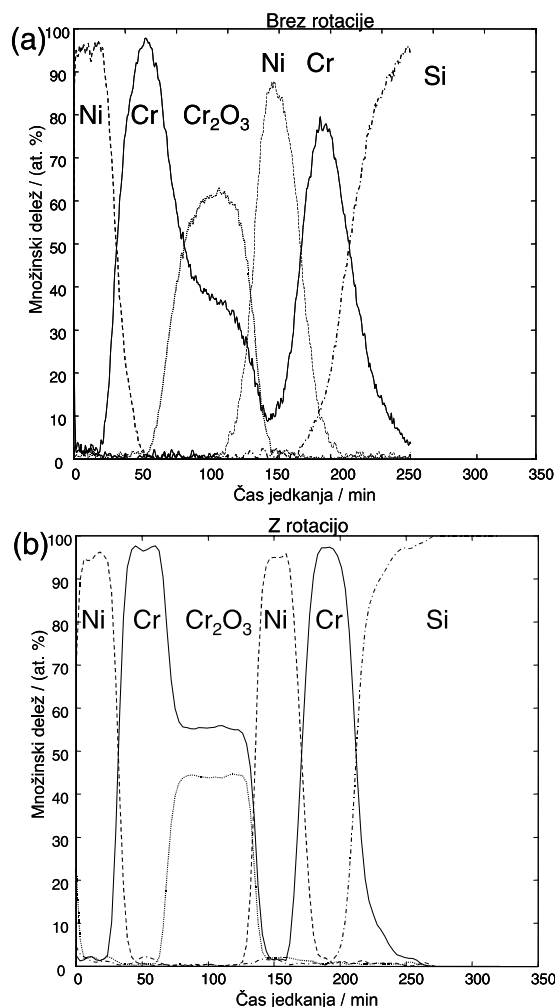 Brez rotacije
(a)
100
90
80
70
60
50
40
30
20
10
0
Množinski delež / (at. %)
Ni Cr Cr2O3 Ni Cr Si
0 50 100 150 200 250 300 350
Čas jedkanja / min
Z rotacijo
(b)
100
90
80
70
60
50
40
30
20
10
0
Množinski delež / (at. %)
Ni Cr Cr2O3 Ni Cr Si
0 50 100 150 200 250 300 350
Čas jedkanja / min